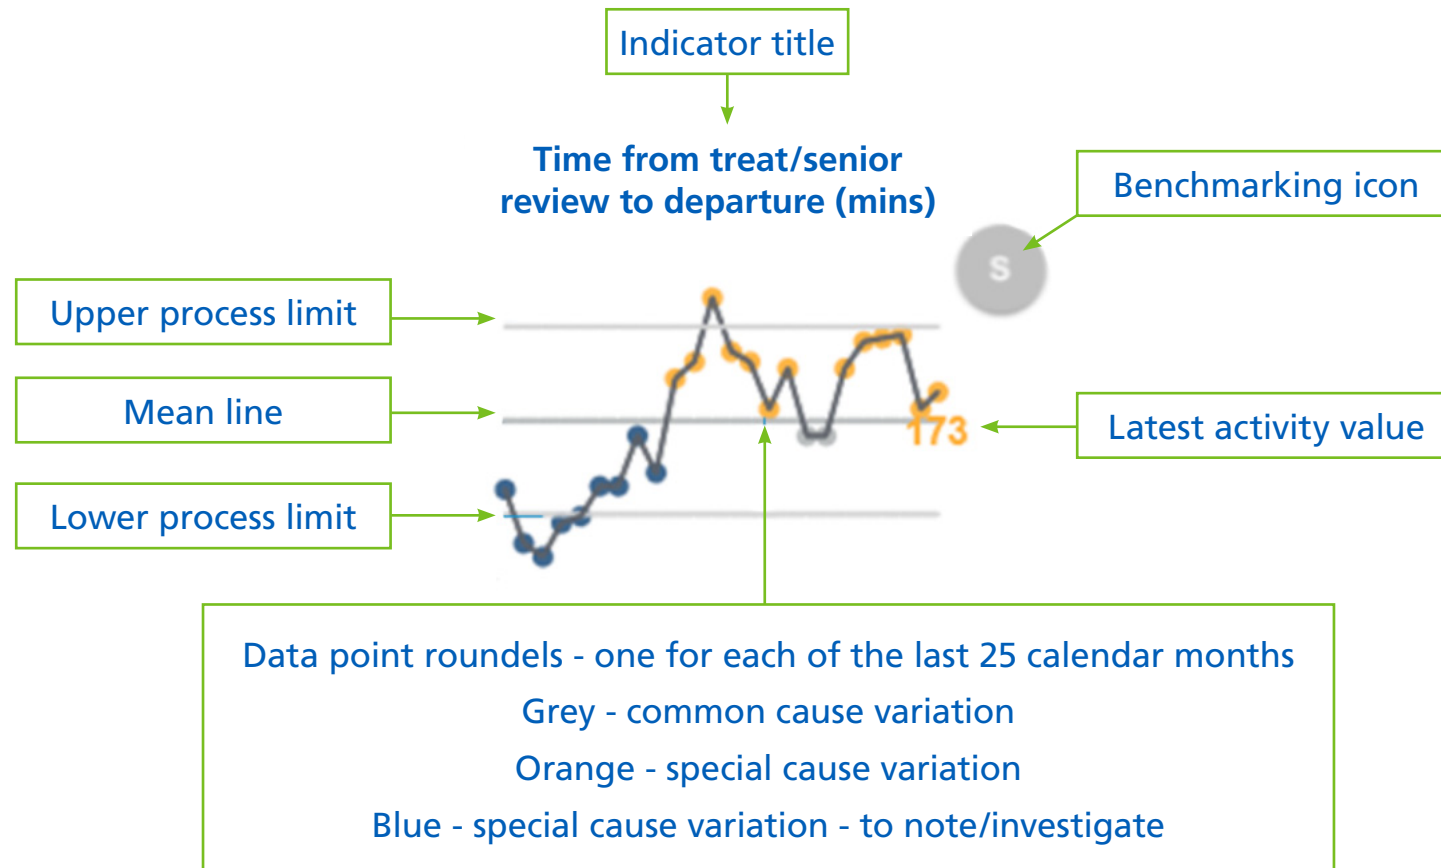 Indicator title
Time from treat/senior
review to departure (mins)
Benchmarking icon
S
Upper process limit
Mean line
173
Latest activity value
Lower process limit
Data point roundels - one for each of the last 25 calendar months
Grey - common cause variation
Orange - special cause variation
Blue - special cause variation - to note/investigate